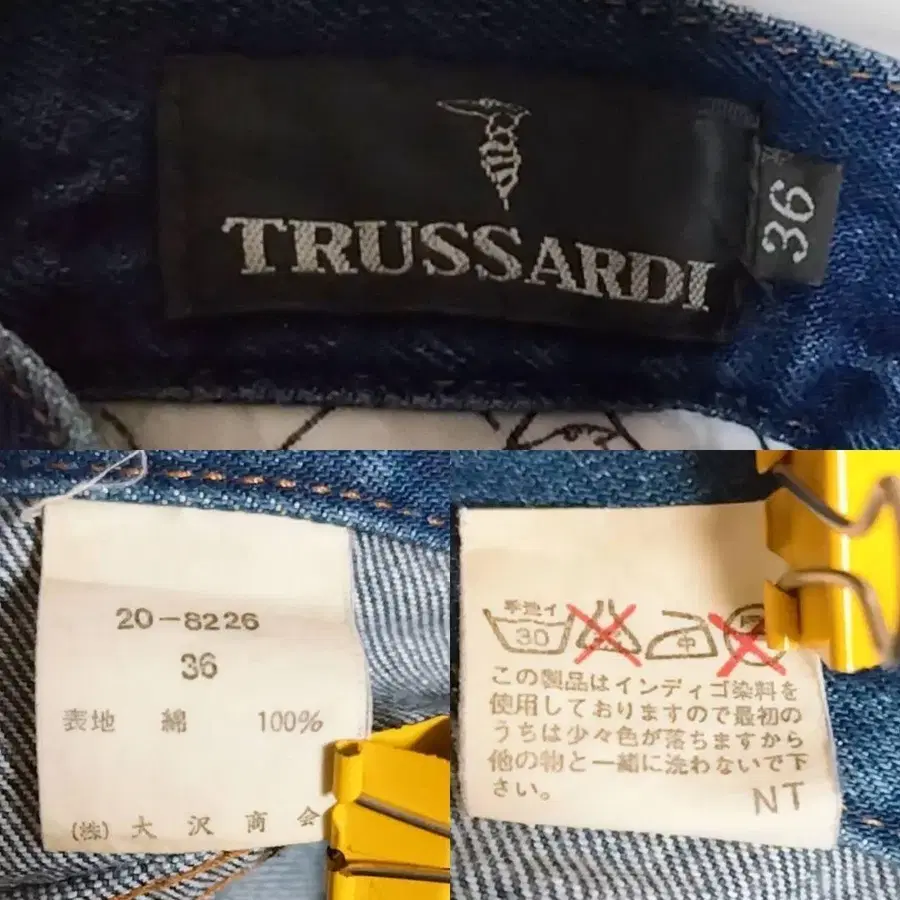 TRUSSARDI
36
20-8226
36
表地 綿 100%
(株) 大沢商会
手洗イ
30
中
この製品はインディゴ染料を
使用しておりますので最初の
うちは少々色が落ちますから
他の物と一緒に洗わないで下
さい。
NT